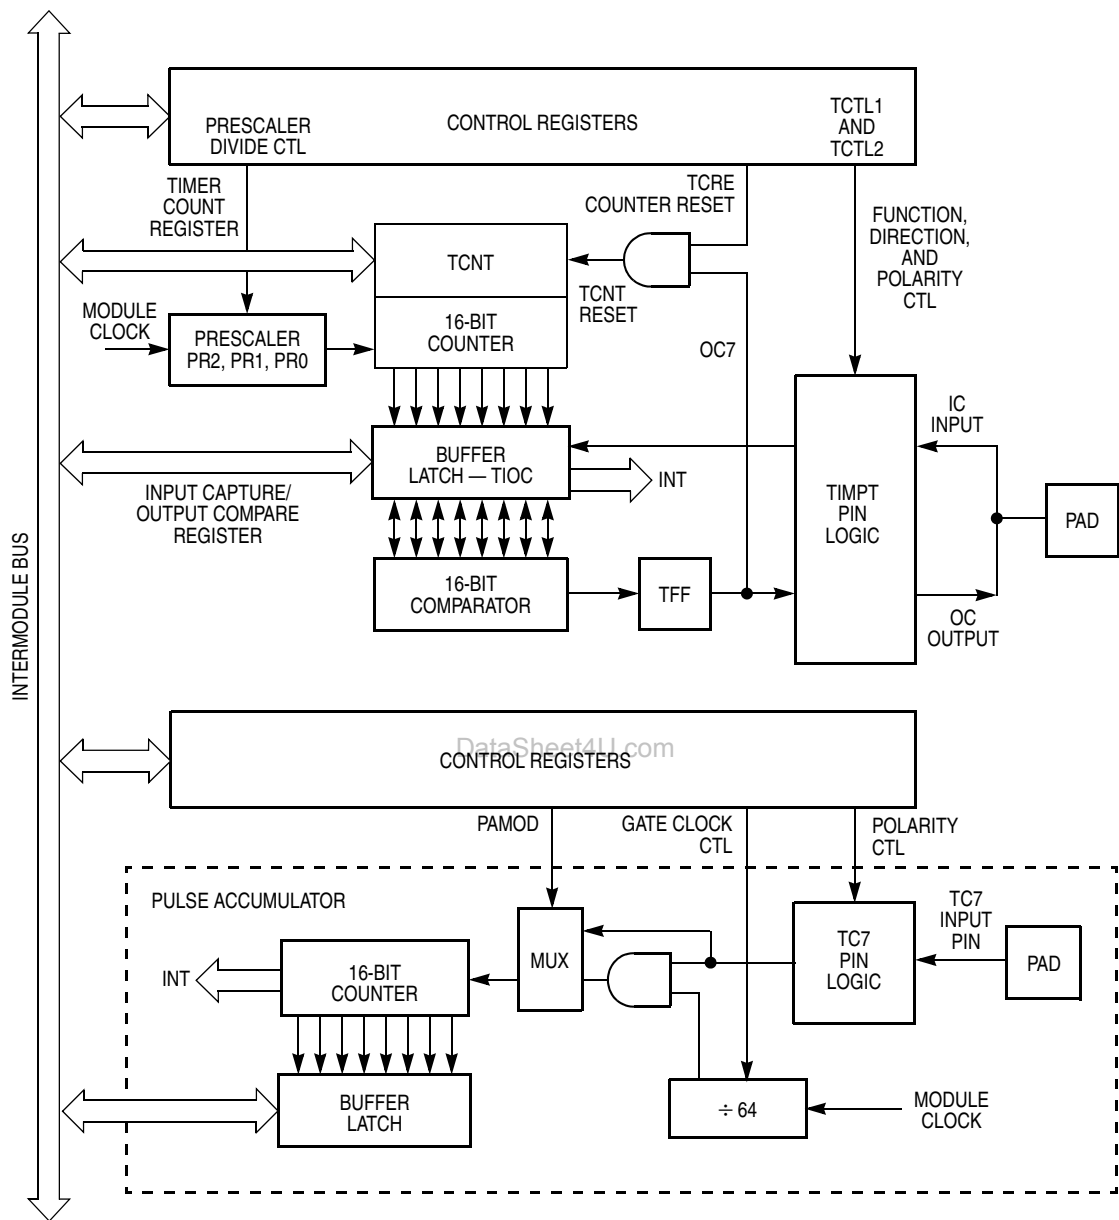 INTERMODULE BUS
PRESCALER
DIVIDE CTL
CONTROL REGISTERS
TCTL1
AND
TCTL2
TIMER
COUNT
REGISTER
TCRE
COUNTER RESET
FUNCTION,
DIRECTION,
AND
POLARITY
CTL
TCNT
TCNT
RESET
MODULE
CLOCK
PRESCALER
PR2, PR1, PR0
16-BIT
COUNTER
OC7
BUFFER
LATCH — TIOC
INT
INPUT CAPTURE/
OUTPUT COMPARE
REGISTER
16-BIT
COMPARATOR
TFF
TIMPT
PIN
LOGIC
IC
INPUT
PAD
OC
OUTPUT
DataSheet4U.com
CONTROL REGISTERS
PAMOD
GATE CLOCK
CTL
POLARITY
CTL
PULSE ACCUMULATOR
INT
16-BIT
COUNTER
MUX
TC7
PIN
LOGIC
TC7
INPUT
PIN
PAD
BUFFER
LATCH
÷ 64
MODULE
CLOCK